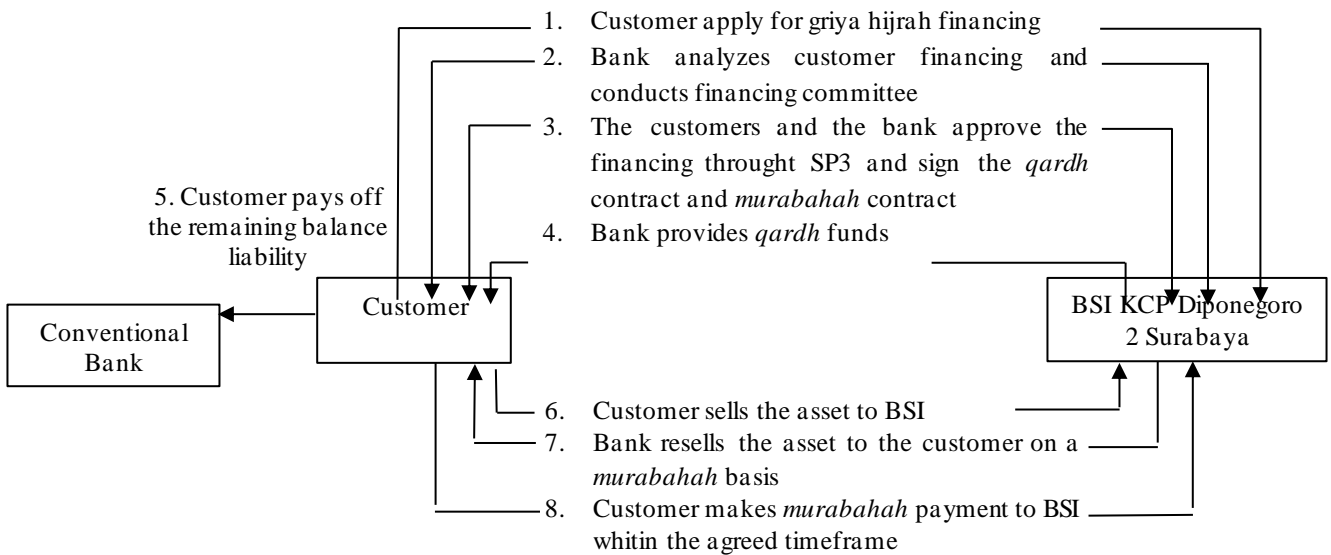 1. Customer apply for griya hijrah financing
2. Bank analyzes customer financing and
conducts financing committee
3. The customers and the bank approve the
financing throught SP3 and sign the qardh
contract and murabahah contract
4. Bank provides qardh funds
5. Customer pays off
the remaining balance
liability
Customer
BSI KCP Diponegoro
2 Surabaya
Conventional
Bank
6. Customer sells the asset to BSI
7. Bank resells the asset to the customer on a
murabahah basis
8. Customer makes murabahah payment to BSI
whitin the agreed timeframe